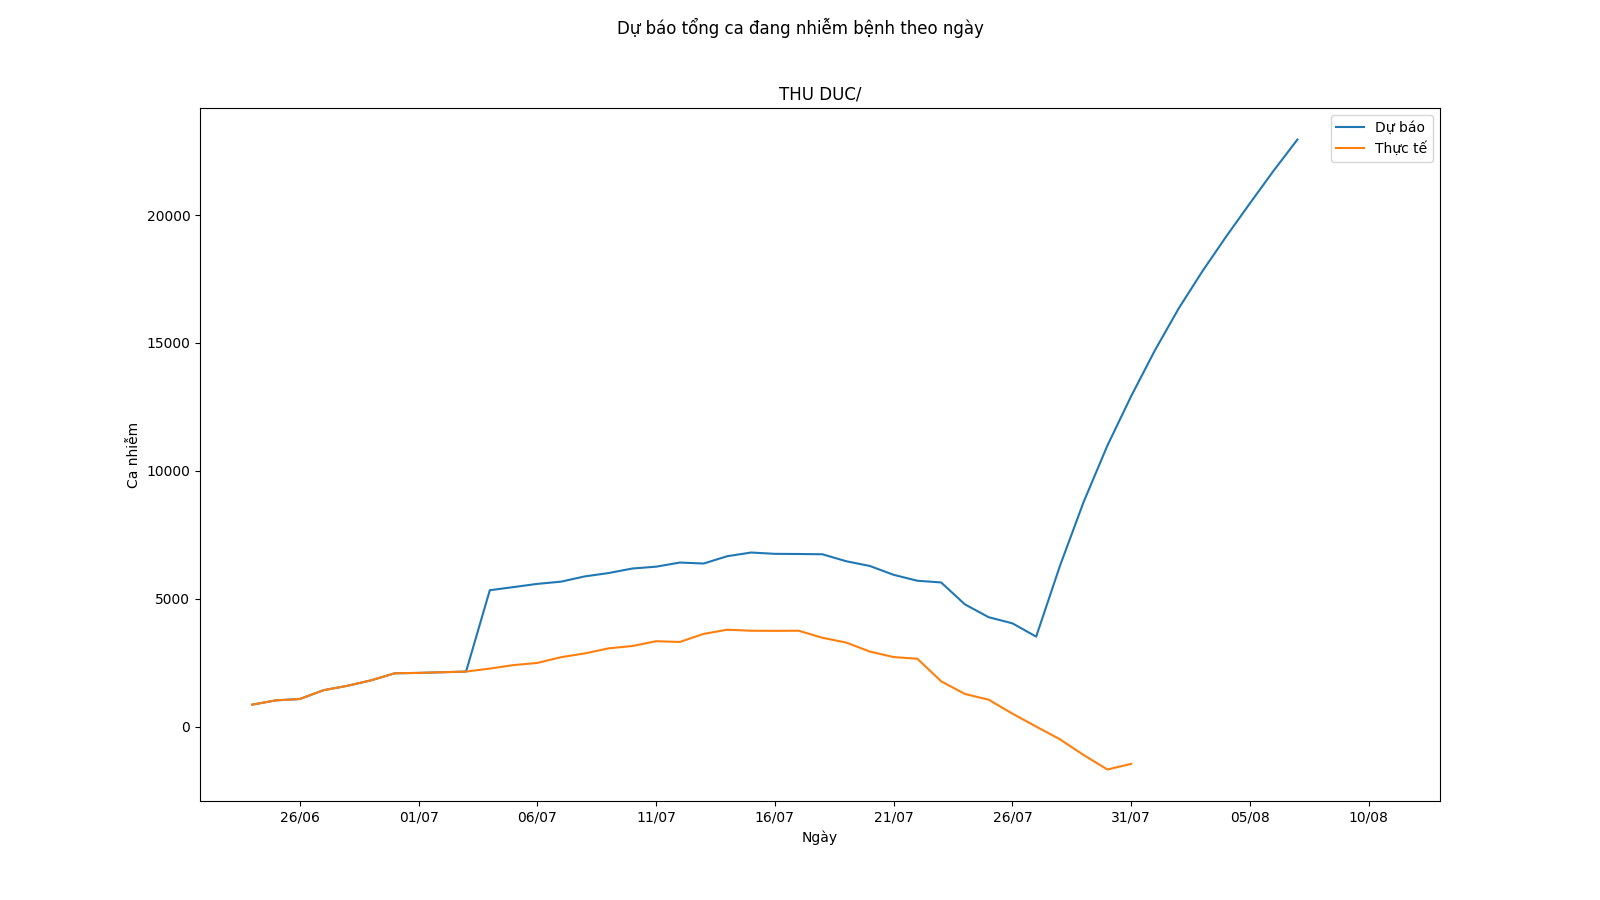 Dự báo tổng ca đang nhiễm bệnh theo ngày
THU DUC/
Dự báo
Thực tế
20000
15000
10000
5000
0
Ca nhiễm
26/06 01/07 06/07 11/07 16/07 21/07 26/07 31/07 05/08 10/08
Ngày